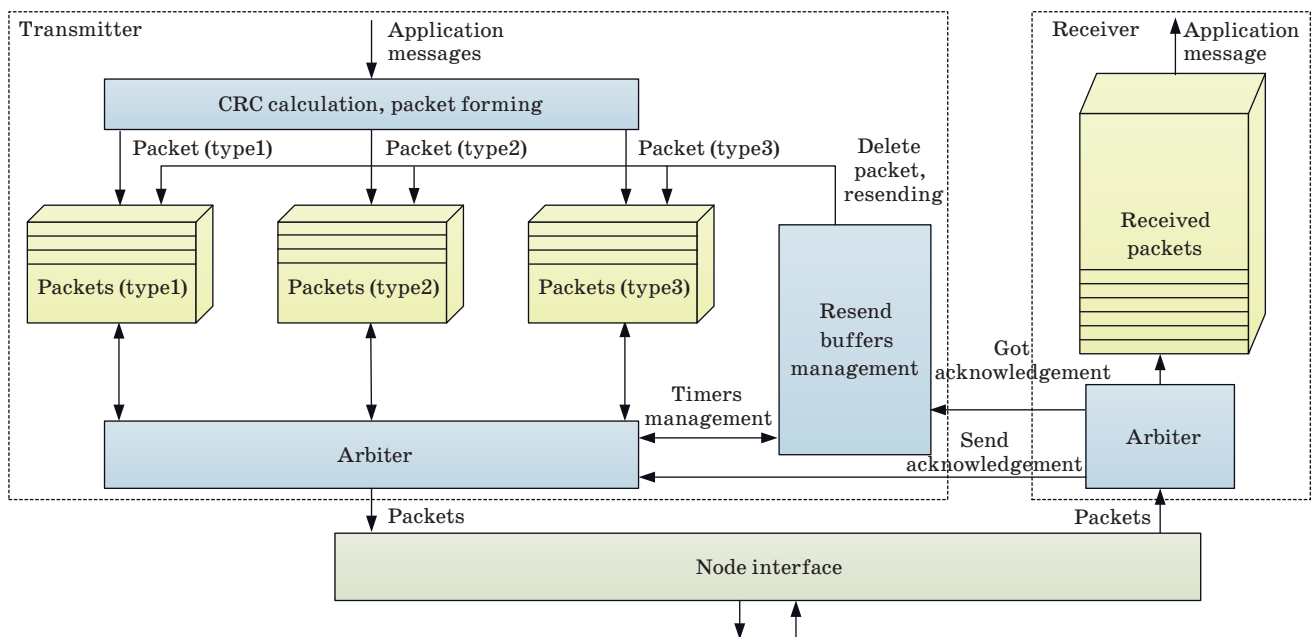 Transmitter
Application
messages
Receiver
Application
message
CRC calculation, packet forming
Packet (type1)
Packet (type2)
Packet (type3)
Delete
packet,
resending
Packets (type1)
Packets (type2)
Packets (type3)
Resend
buffers
management
Received
packets
Got
acknowledgement
Timers
management
Arbiter
Send
acknowledgement
Arbiter
Packets
Packets
Node interface